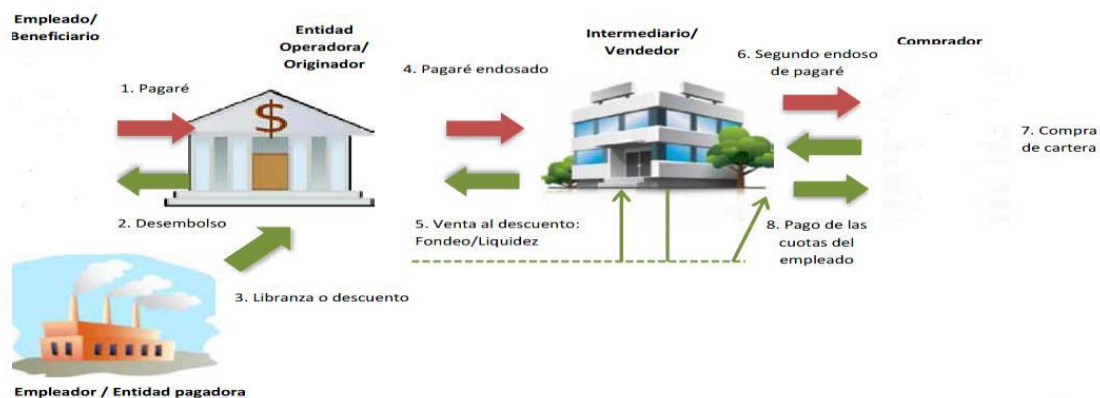 Empleado/
Beneficiario
Entidad
Operadora/
Originador
Intermediario/
Vendedor
Comprador
1. Pagaré
$
4. Pagaré endosado
6. Segundo endoso
de pagaré
7. Compra
de cartera
2. Desembolso
5. Venta al descuento:
Fondeo/Liquidez
8. Pago de las
cuotas del
empleado
3. Libranza o descuento
Empleador / Entidad pagadora